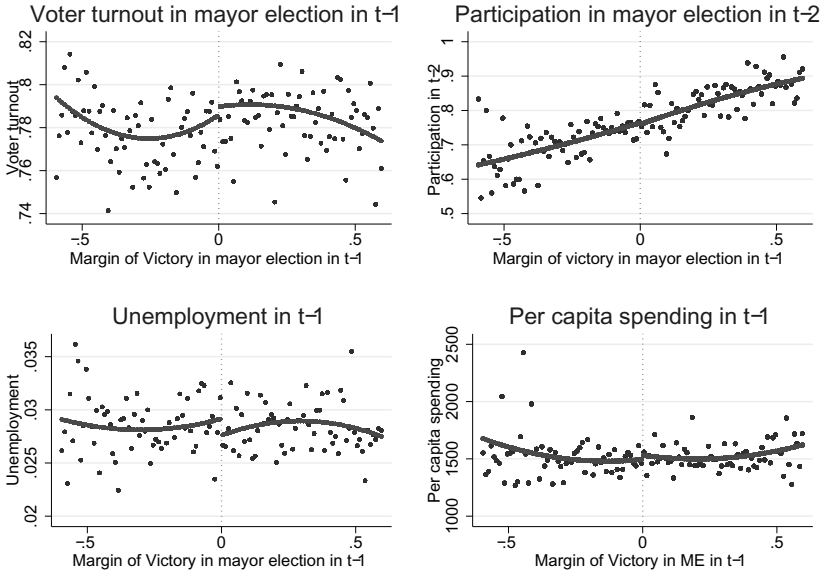 Voter turnout in mayor election in t−1
.82
.8
.78
.76
.74
Voter turnout
−.5
0
.5
Margin of Victory in mayor election in t−1
Participation in mayor election in t−2
1
.9
.8
.7
.6
.5
Participation in t−2
−.5
0
.5
Margin of victory in mayor election in t−1
Unemployment in t−1
.035
.03
.025
.02
Unemployment
−.5
0
.5
Margin of Victory in mayor election in t−1
Per capita spending in t−1
2500
2000
1500
1000
Per capita spending
−.5
0
.5
Margin of Victory in ME in t−1